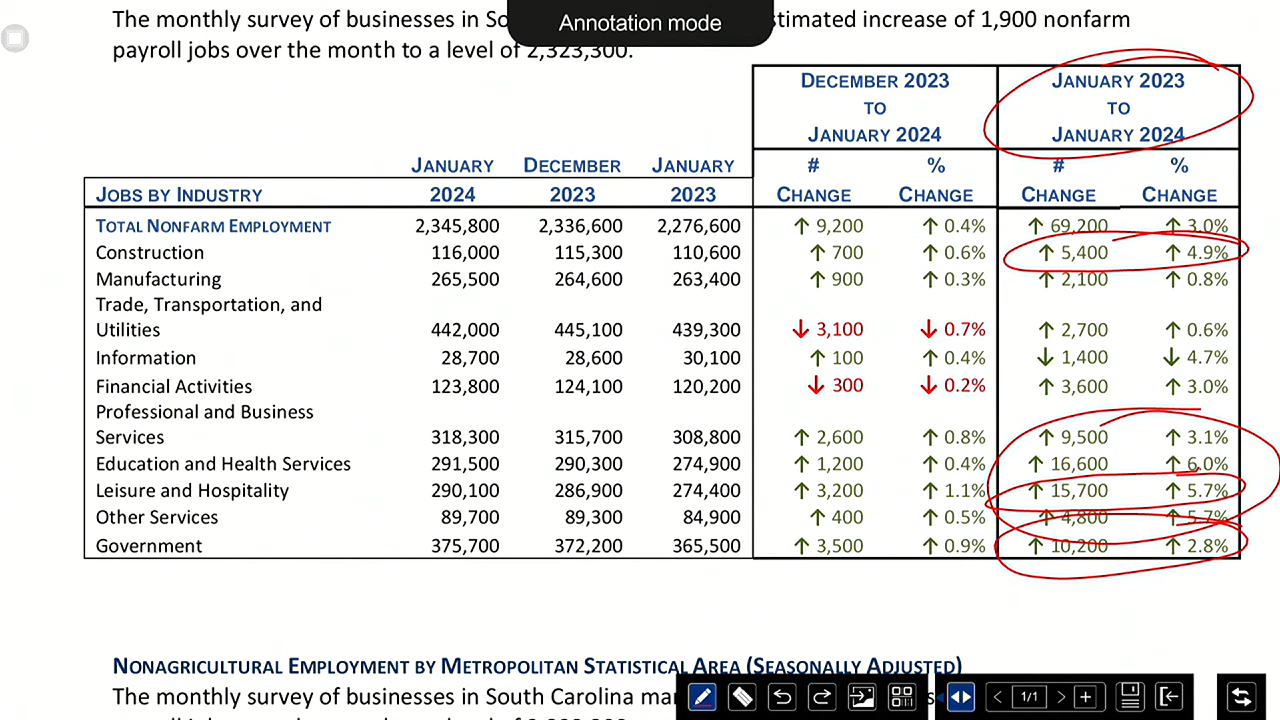 The monthly survey of businesses in So stimated increase of 1,900 nonfarm
Annotation mode
payroll jobs over the month to a level of 2,323,300.
DECEMBER 2023 JANUARY 2023
TO TO
JANUARY 2024 JANUARY 2024
JANUARY DECEMBER JANUARY # % # %
JOBS BY INDUSTRY 2024 2023 2023 CHANGE CHANGE CHANGE CHANGE
TOTAL NONFARM EMPLOYMENT 2,345,800 2,336,600 2,276,600 ↑ 9,200 ↑ 0.4% ↑ 69,200 ↑ 3.0%
Construction 116,000 115,300 110,600 ↑ 700 ↑ 0.6% ↑ 5,400 ↑ 4.9%
Manufacturing 265,500 264,600 263,400 ↑ 900 ↑ 0.3% ↑ 2,100 ↑ 0.8%
Trade, Transportation, and
Utilities 442,000 445,100 439,300 ↓ 3,100 ↓ 0.7% ↑ 2,700 ↑ 0.6%
Information 28,700 28,600 30,100 ↑ 100 ↑ 0.4% ↓ 1,400 ↓ 4.7%
Financial Activities 123,800 124,100 120,200 ↓ 300 ↓ 0.2% ↑ 3,600 ↑ 3.0%
Professional and Business
Services 318,300 315,700 308,800 ↑ 2,600 ↑ 0.8% ↑ 9,500 ↑ 3.1%
Education and Health Services 291,500 290,300 274,900 ↑ 1,200 ↑ 0.4% ↑ 16,600 ↑ 6.0%
Leisure and Hospitality 290,100 286,900 274,400 ↑ 3,200 ↑ 1.1% ↑ 15,700 ↑ 5.7%
Other Services 89,700 89,300 84,900 ↑ 400 ↑ 0.5% ↑ 4,800 ↑ 5.7%
Government 375,700 372,200 365,500 ↑ 3,500 ↑ 0.9% ↑ 10,200 ↑ 2.8%
NONAGRICULTURAL EMPLOYMENT BY METROPOLITAN STATISTICAL AREA (SEASONALLY ADJUSTED)
The monthly survey of businesses in South Carolina mar
1/1